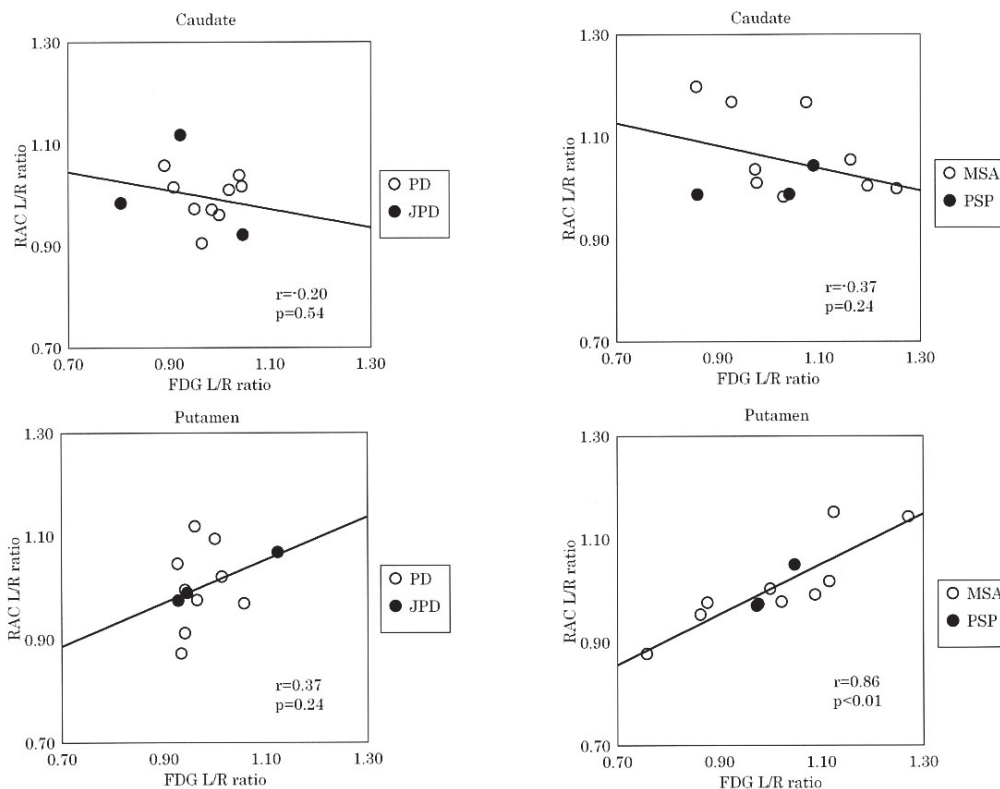 Caudate
1.30
1.10
0.90
0.70
RAC L/R ratio
0.70 0.90 1.10 1.30
FDG L/R ratio
r=-0.20
p=0.54
PD
JPD
Caudate
1.30
1.10
0.90
0.70
RAC L/R ratio
0.70 0.90 1.10 1.30
FDG L/R ratio
r=-0.37
p=0.24
MSA
PSP
Putamen
1.30
1.10
0.90
0.70
RAC L/R ratio
0.70 0.90 1.10 1.30
FDG L/R ratio
r=0.37
p=0.24
PD
JPD
Putamen
1.30
1.10
0.90
0.70
RAC L/R ratio
0.70 0.90 1.10 1.30
FDG L/R ratio
r=0.86
p<0.01
MSA
PSP